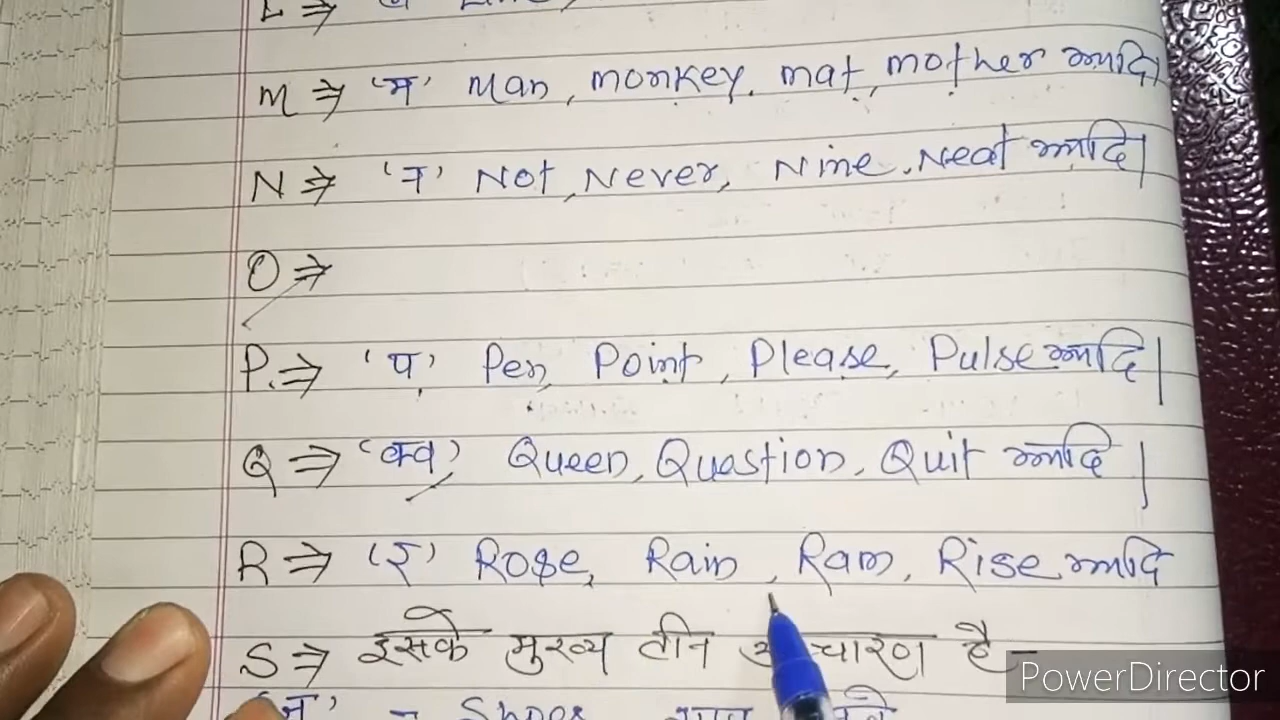 M ⇒ 'म' Man, monkey, mat, mother आदि।
N ⇒ 'न' Not, Never, Nine, Neat आदि।
O ⇒
P. ⇒ 'प' Pen, Point, Please, Pulse आदि।
Q ⇒ 'क्व' Queen, Quastion, Quit आदि।
R ⇒ 'र' Rose, Rain, Ram, Rise आदि
S ⇒ इसके मुख्य तीन उच्चारण है -
PowerDirector